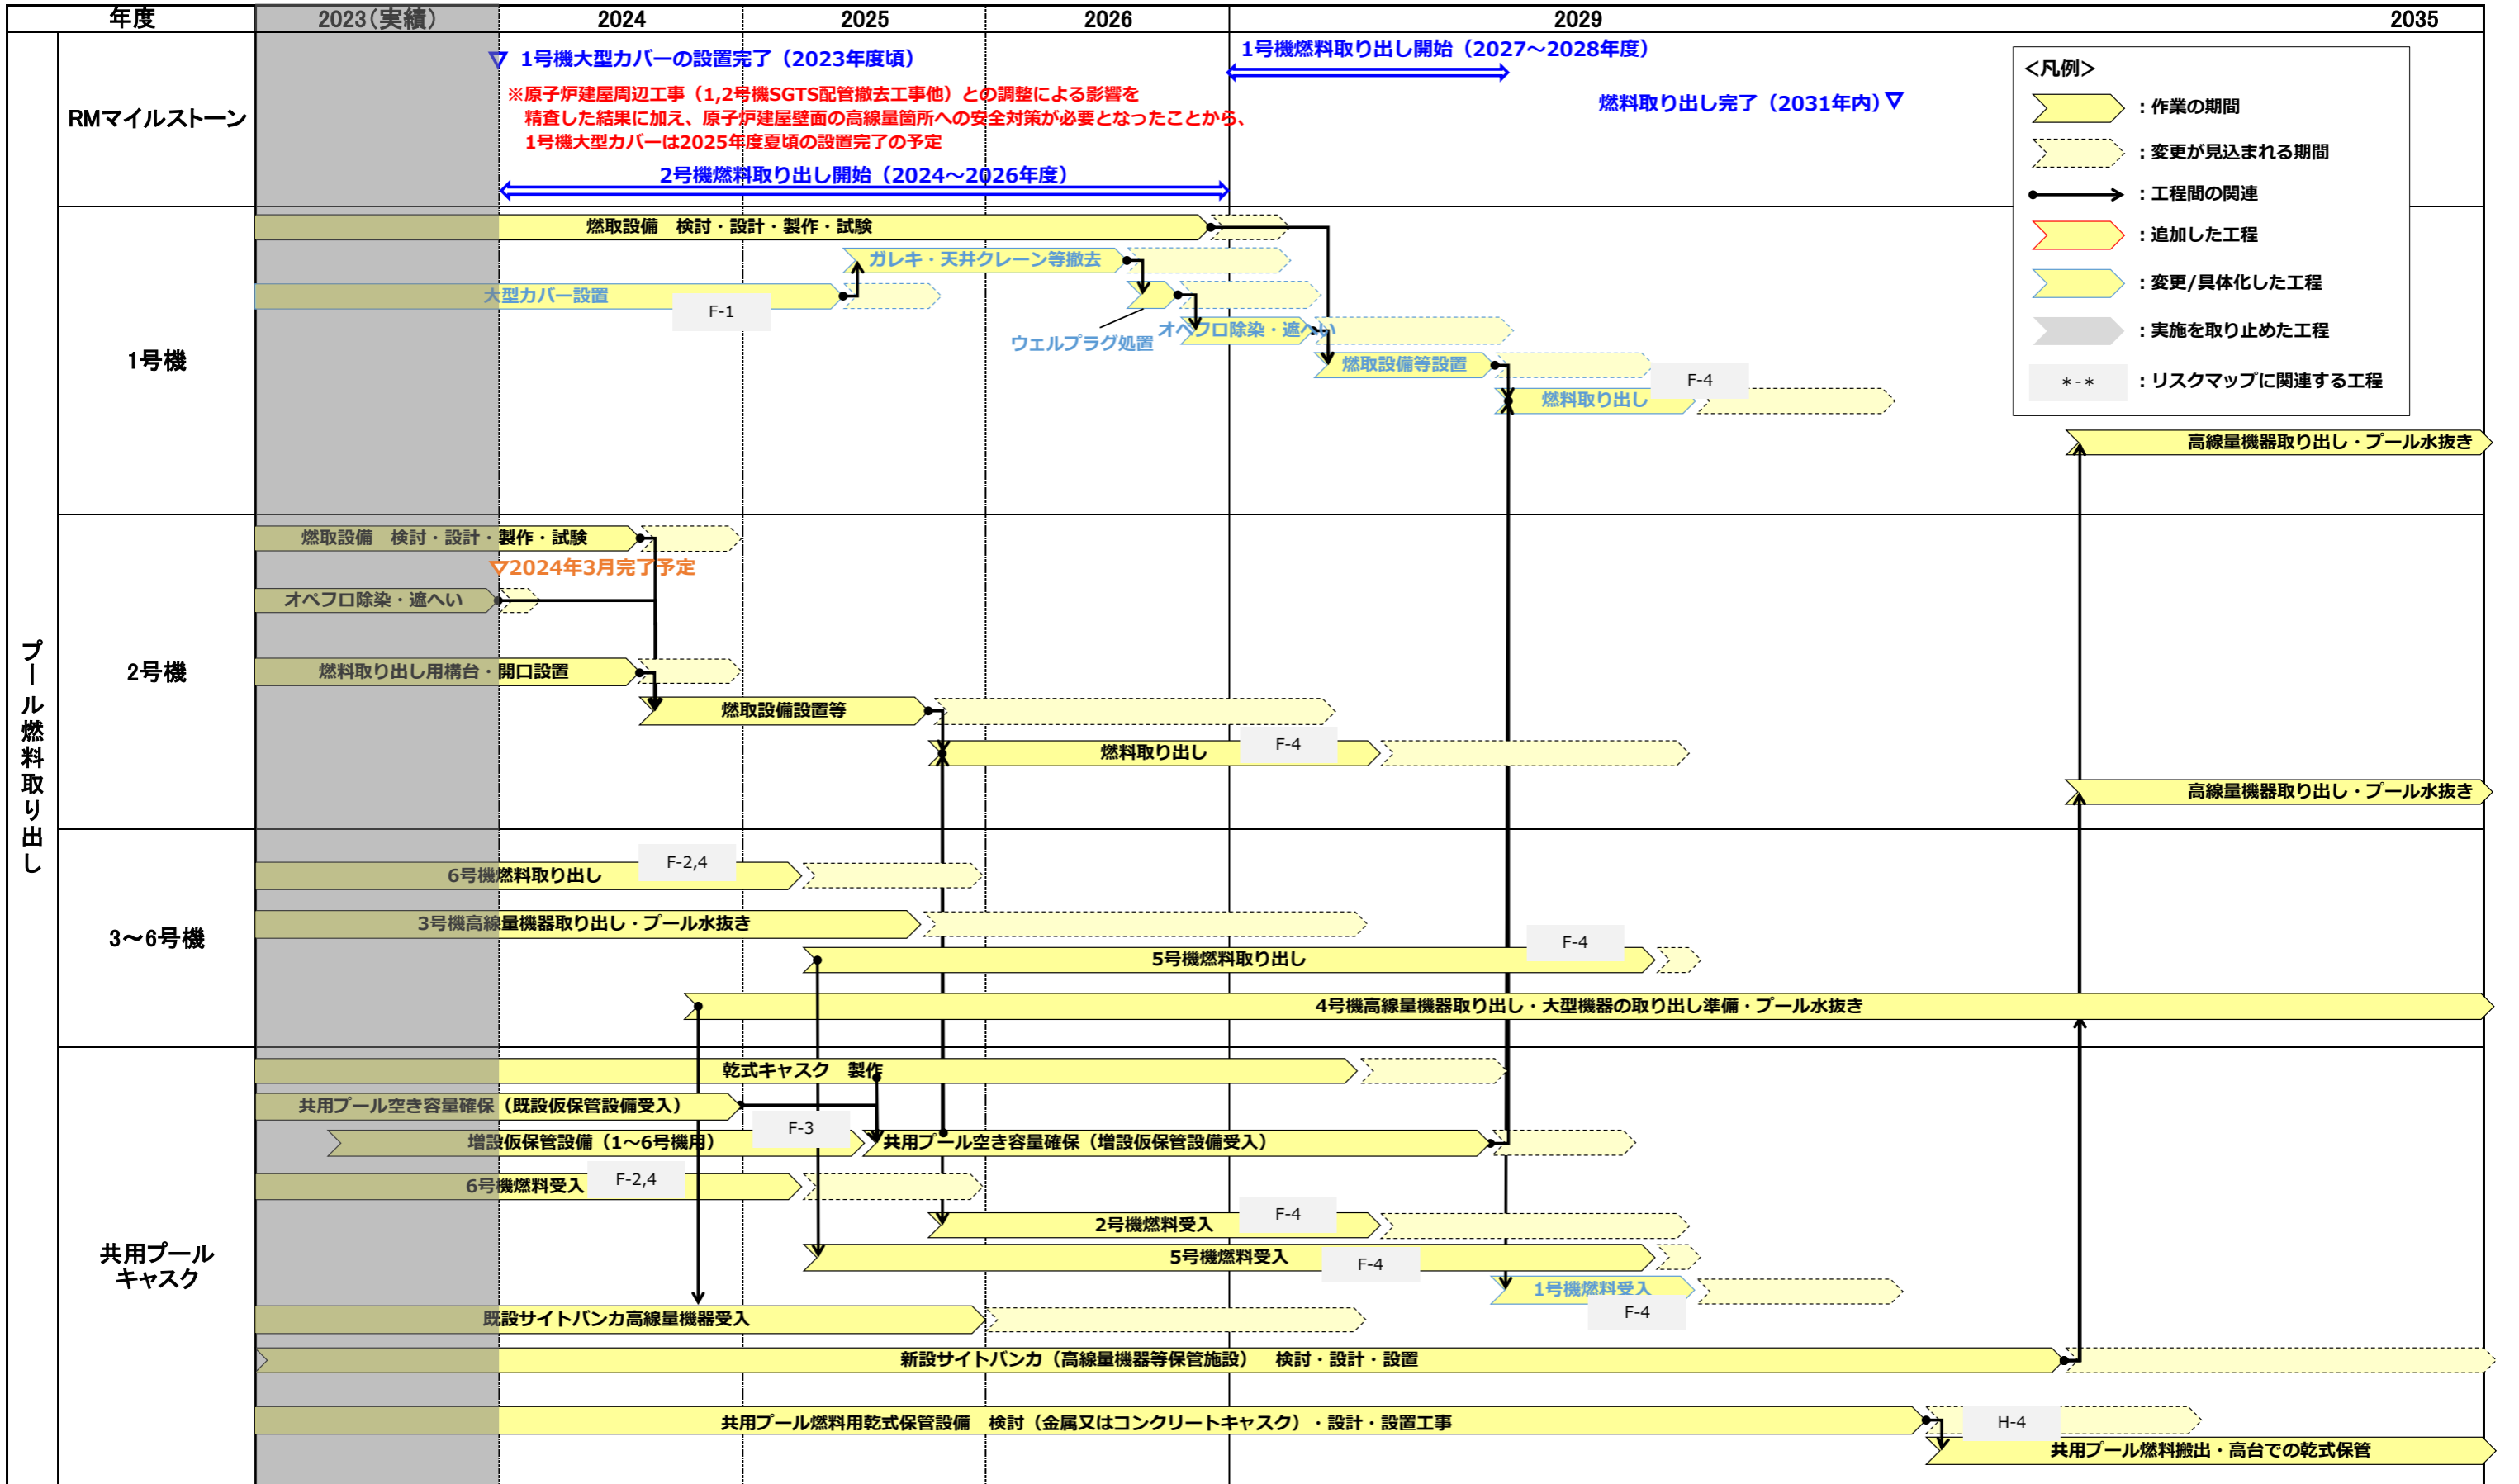 年度
2023(実績)
2024
2025
2026
2029
2035
プール燃料取り出し
RMマイルストーン
▽ 1号機大型カバーの設置完了（2023年度頃）
※原子炉建屋周辺工事（1,2号機SGTS配管撤去工事他）との調整による影響を
精査した結果に加え、原子炉建屋壁面の高線量箇所への安全対策が必要となったことから、
1号機大型カバーは2025年度夏頃の設置完了の予定
2号機燃料取り出し開始（2024～2026年度）
1号機燃料取り出し開始（2027～2028年度）
燃料取り出し完了（2031年内）▽
＜凡例＞
：作業の期間
：変更が見込まれる期間
：工程間の関連
：追加した工程
：変更/具体化した工程
：実施を取り止めた工程
＊-＊ ：リスクマップに関連する工程
1号機
燃取設備　検討・設計・製作・試験
ガレキ・天井クレーン等撤去
大型カバー設置
F-1
ウェルプラグ処置
オペフロ除染・遮へい
燃取設備等設置
F-4
燃料取り出し
高線量機器取り出し・プール水抜き
2号機
燃取設備　検討・設計・製作・試験
▽2024年3月完了予定
オペフロ除染・遮へい
燃料取り出し用構台・開口設置
燃取設備設置等
燃料取り出し
F-4
高線量機器取り出し・プール水抜き
3～6号機
F-2,4
6号機燃料取り出し
3号機高線量機器取り出し・プール水抜き
F-4
5号機燃料取り出し
4号機高線量機器取り出し・大型機器の取り出し準備・プール水抜き
共用プール
キャスク
乾式キャスク　製作
共用プール空き容量確保（既設仮保管設備受入）
F-3
増設仮保管設備（1～6号機用）
共用プール空き容量確保（増設仮保管設備受入）
6号機燃料受入
F-2,4
2号機燃料受入
F-4
5号機燃料受入
F-4
1号機燃料受入
F-4
既設サイトバンカ高線量機器受入
新設サイトバンカ（高線量機器等保管施設）　検討・設計・設置
共用プール燃料用乾式保管設備　検討（金属又はコンクリートキャスク）・設計・設置工事
H-4
共用プール燃料搬出・高台での乾式保管